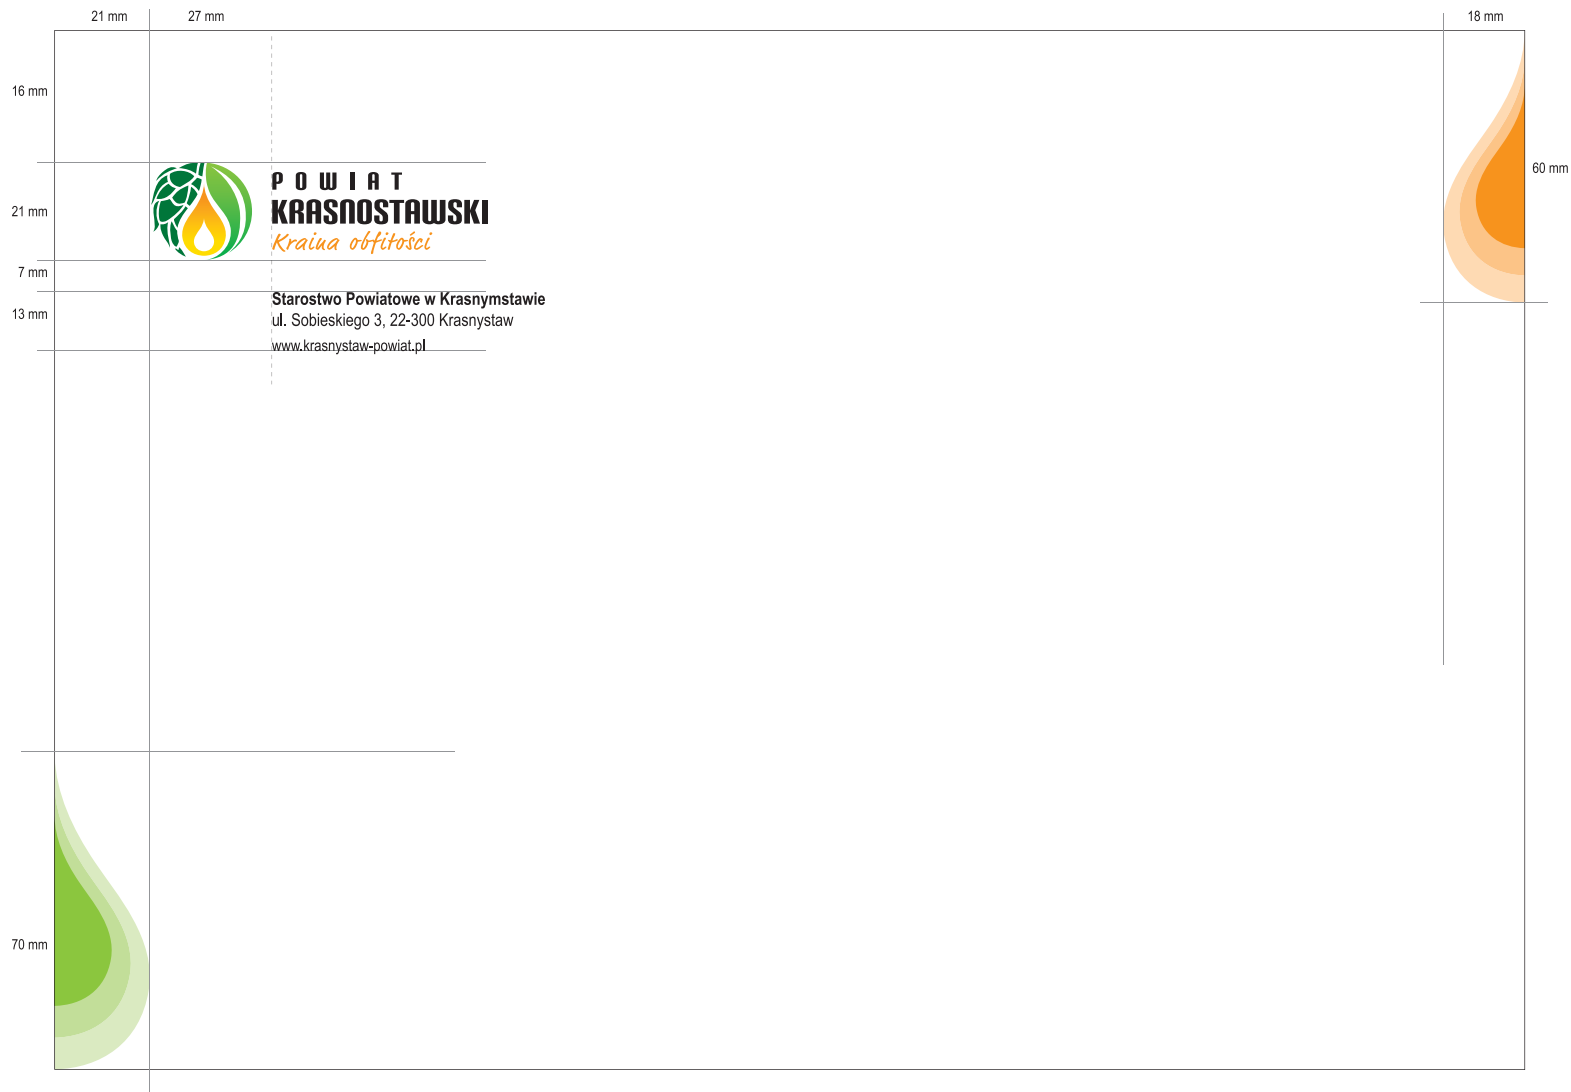 21 mm
27 mm
18 mm
16 mm
60 mm
POWIAT
KRASNOSTAWSKI
Kraina obfitości
21 mm
7 mm
Starostwo Powiatowe w Krasnymstawie
13 mm
ul. Sobieskiego 3, 22-300 Krasnystaw
www.krasnystaw-powiat.pl
70 mm